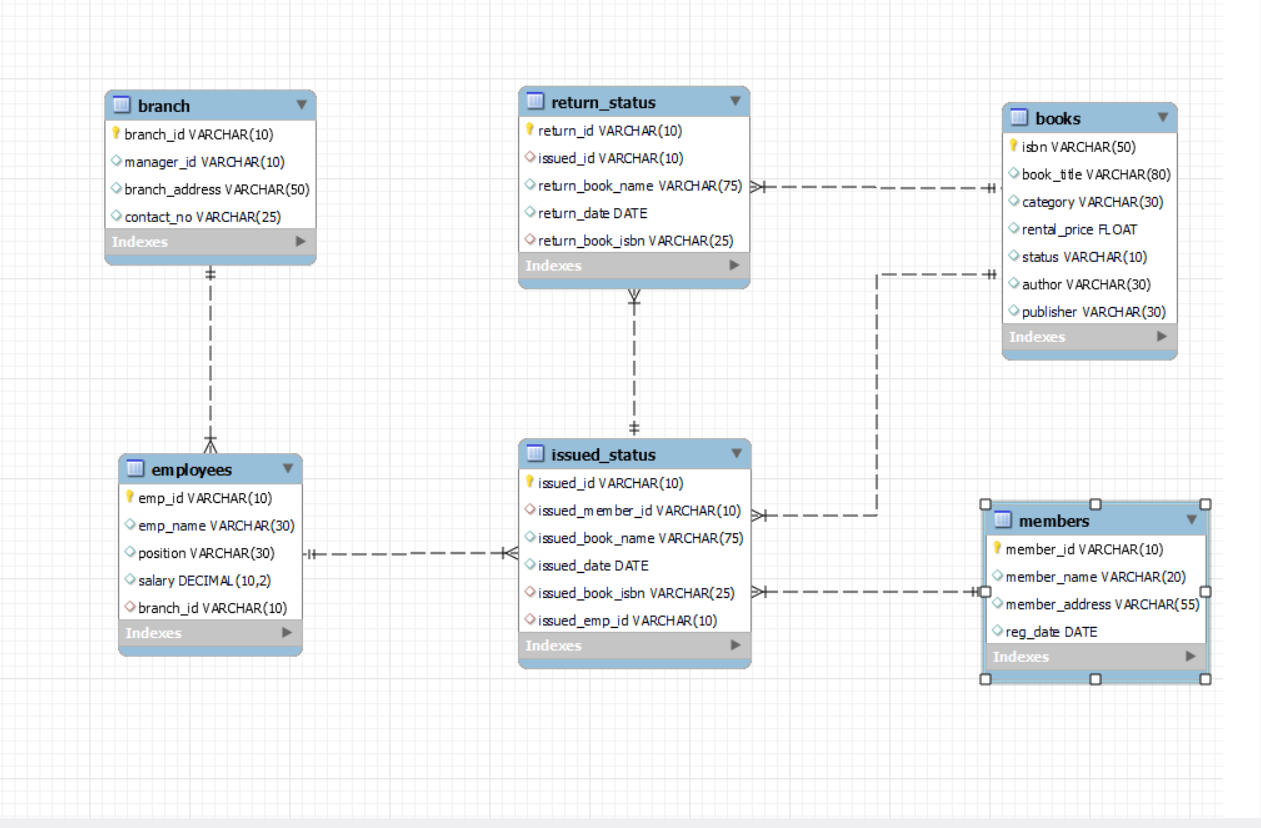 branch
branch_id VARCHAR(10)
manager_id VARCHAR(10)
branch_address VARCHAR(50)
contact_no VARCHAR(25)
Indexes
return_status
return_id VARCHAR(10)
issued_id VARCHAR(10)
return_book_name VARCHAR(75)
return_date DATE
return_book_isbn VARCHAR(25)
Indexes
books
isbn VARCHAR(50)
book_title VARCHAR(80)
category VARCHAR(30)
rental_price FLOAT
status VARCHAR(10)
author VARCHAR(30)
publisher VARCHAR(30)
Indexes
employees
emp_id VARCHAR(10)
emp_name VARCHAR(30)
position VARCHAR(30)
salary DECIMAL(10,2)
branch_id VARCHAR(10)
Indexes
issued_status
issued_id VARCHAR(10)
issued_member_id VARCHAR(10)
issued_book_name VARCHAR(75)
issued_date DATE
issued_book_isbn VARCHAR(25)
issued_emp_id VARCHAR(10)
Indexes
members
member_id VARCHAR(10)
member_name VARCHAR(20)
member_address VARCHAR(55)
reg_date DATE
Indexes